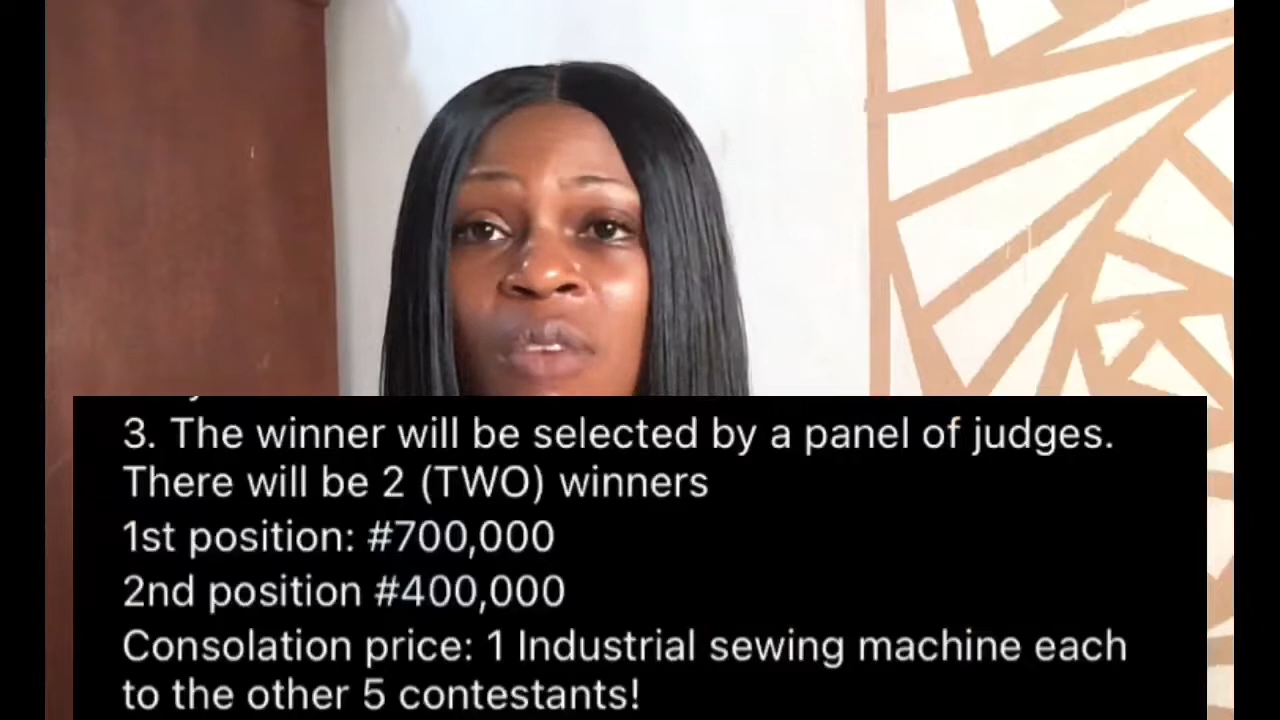 3. The winner will be selected by a panel of judges.
There will be 2 (TWO) winners
1st position: #700,000
2nd position #400,000
Consolation price: 1 Industrial sewing machine each
to the other 5 contestants!